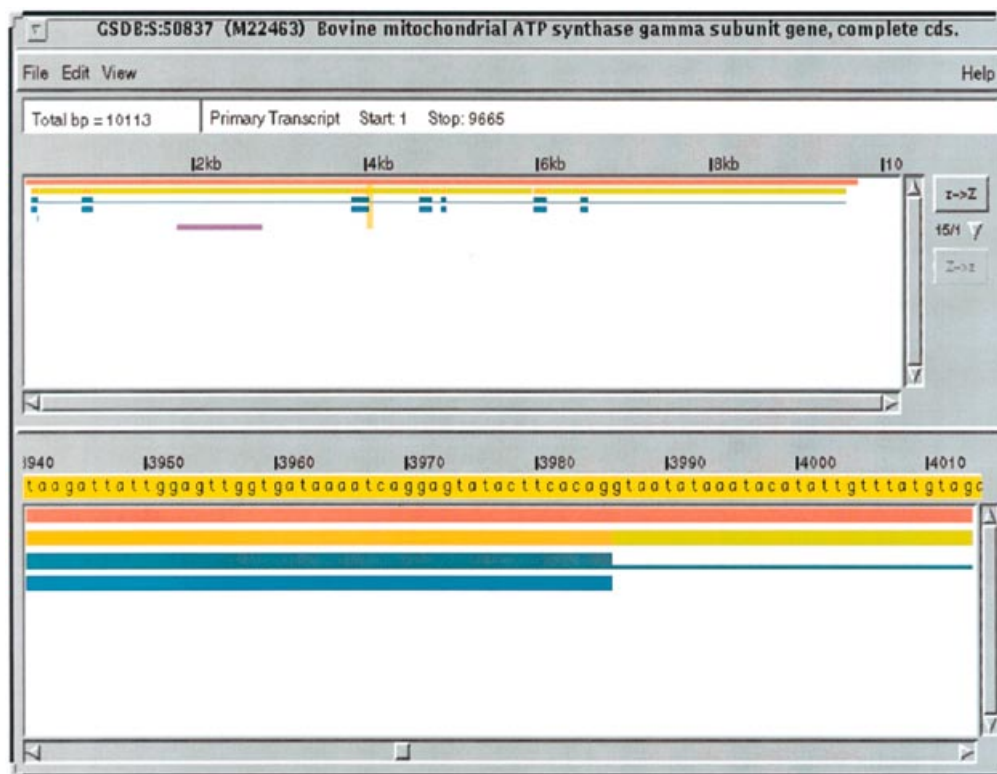 GSDB:S:50837 (M22463) Bovine mitochondrial ATP synthase gamma subunit gene, complete cds.
File Edit View Help
Total bp = 10113 Primary Transcript Start: 1 Stop: 9665
2kb 4kb 6kb 8kb 10
z->Z
15/1
Z->z
3940 3950 3960 3970 3980 3990 4000 4010
taagattattggagttggtgataaaatcaggagtatacttcacaggtaatataaatacatattgtttatgtagc